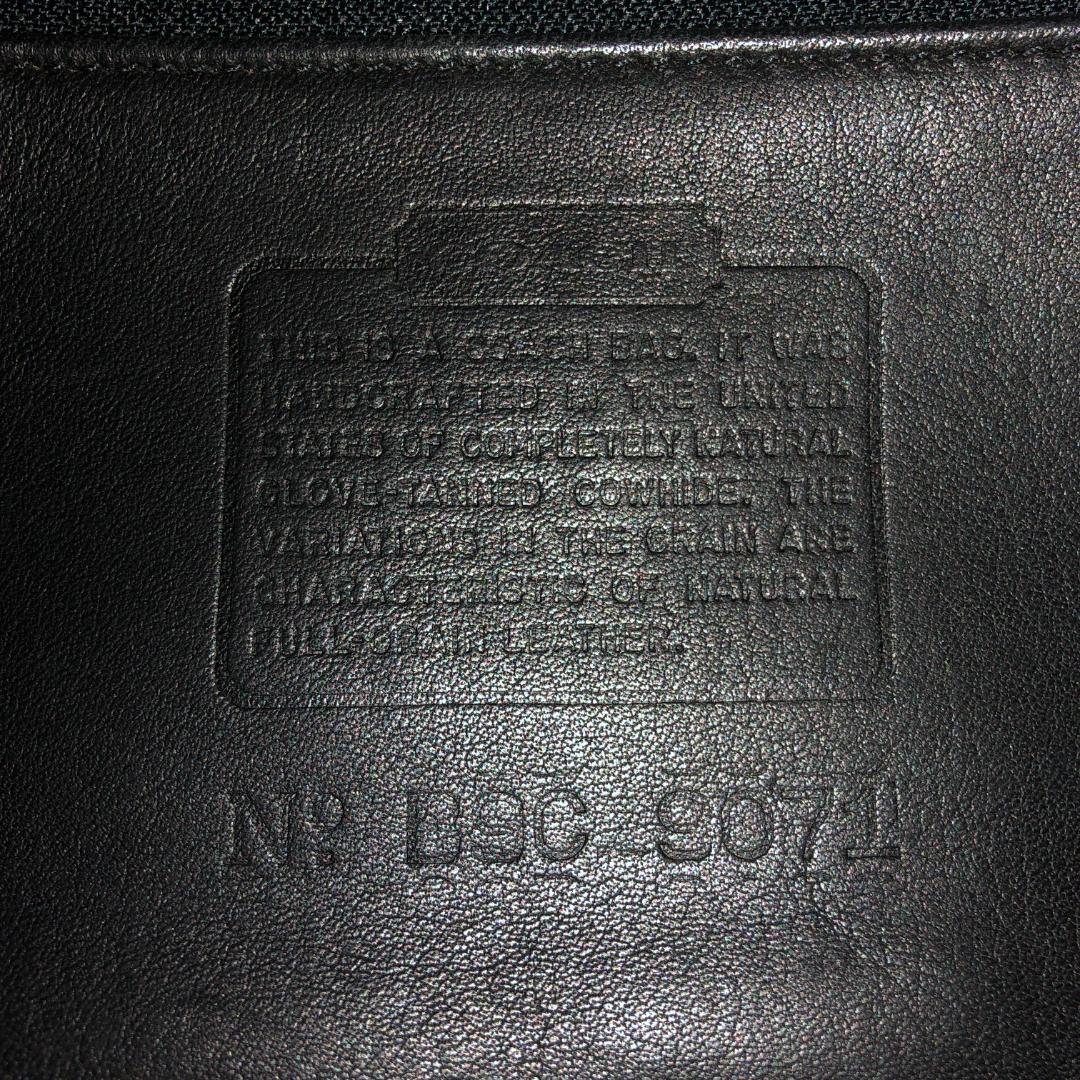 COACH
THIS IS A COACH BAG. IT WAS
HANDCRAFTED IN THE UNITED
STATES OF COMPLETELY NATURAL
GLOVE-TANNED COWHIDE. THE
VARIATIONS IN THE GRAIN ARE
CHARACTERISTIC OF NATURAL
FULL-GRAIN LEATHER.
Nº 9071